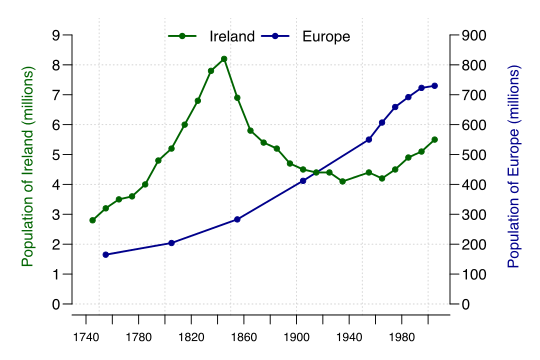 Ireland Europe
9 900
8 800
7 700
6 600
5 500
4 400
3 300
2 200
1 100
0 0
Population of Ireland (millions)
Population of Europe (millions)
1740 1780 1820 1860 1900 1940 1980